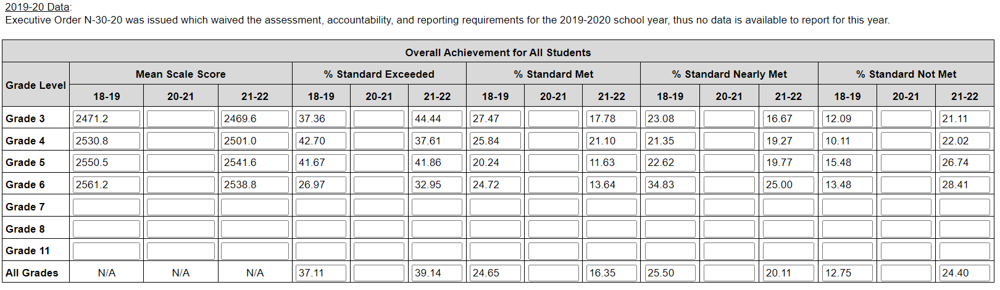 2019-20 Data:
Executive Order N-30-20 was issued which waived the assessment, accountability, and reporting requirements for the 2019-2020 school year, thus no data is available to report for this year.
Overall Achievement for All Students
Grade Level Mean Scale Score % Standard Exceeded % Standard Met % Standard Nearly Met % Standard Not Met
18-19 20-21 21-22 18-19 20-21 21-22 18-19 20-21 21-22 18-19 20-21 21-22 18-19 20-21 21-22
Grade 3 2471.2 2469.6 37.36 44.44 27.47 17.78 23.08 16.67 12.09 21.11
Grade 4 2530.8 2501.0 42.70 37.61 25.84 21.10 21.35 19.27 10.11 22.02
Grade 5 2550.5 2541.6 41.67 41.86 20.24 11.63 22.62 19.77 15.48 26.74
Grade 6 2561.2 2538.8 26.97 32.95 24.72 13.64 34.83 25.00 13.48 28.41
Grade 7
Grade 8
Grade 11
All Grades N/A N/A N/A 37.11 39.14 24.65 16.35 25.50 20.11 12.75 24.40